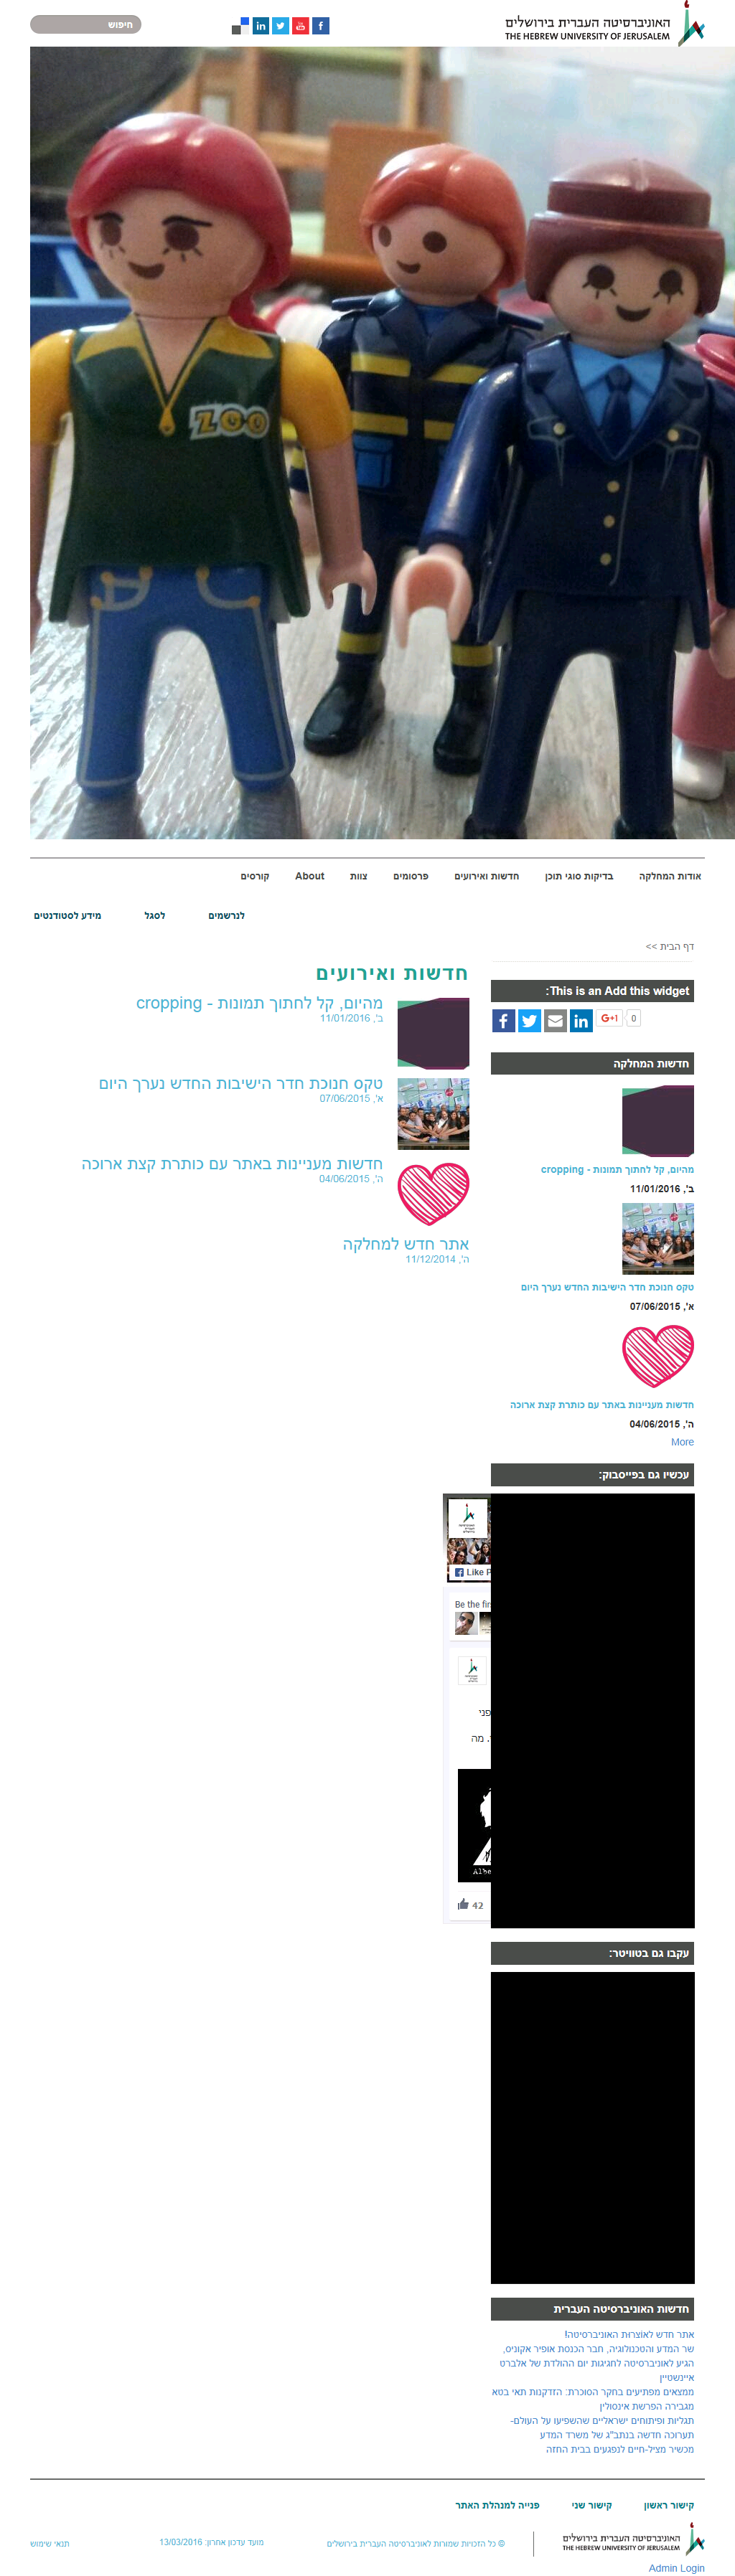 האוניברסיטה העברית בירושלים
THE HEBREW UNIVERSITY OF JERUSALEM
חיפוש
ZOO
אודות המחלקה
בדיקות סוגי תוכן
חדשות ואירועים
פרסומים
צוות
About
קורסים
לנרשמים
לסגל
מידע לסטודנטים
דף הבית >>
This is an Add this widget:
G+1
0
חדשות המחלקה
מהיום, קל לחתוך תמונות - cropping
ב', 11/01/2016
טקס חנוכת חדר הישיבות החדש נערך היום
א', 07/06/2015
חדשות מעניינות באתר עם כותרת קצת ארוכה
ה', 04/06/2015
More
עכשיו גם בפייסבוק:
Like P
Be the fir
פני
. מה
Albe
42
עקבו גם בטוויטר:
חדשות האוניברסיטה העברית
אתר חדש לאוֹצרות האוניברסיטה!
שר המדע והטכנולוגיה, חבר הכנסת אופיר אקוניס,
הגיע לאוניברסיטה לחגיגות יום ההולדת של אלברט
איינשטיין
ממצאים מפתיעים בחקר הסוכרת: הזדקנות תאי בטא
מגבירה הפרשת אינסולין
תגליות ופיתוחים ישראליים שהשפיעו על העולם-
תערוכה חדשה בנתב"ג של משרד המדע
מכשיר מציל-חיים לנפגעים בבית החזה
חדשות ואירועים
מהיום, קל לחתוך תמונות - cropping
ב', 11/01/2016
טקס חנוכת חדר הישיבות החדש נערך היום
א', 07/06/2015
חדשות מעניינות באתר עם כותרת קצת ארוכה
ה', 04/06/2015
אתר חדש למחלקה
ה', 11/12/2014
קישור ראשון
קישור שני
פנייה למנהלת האתר
האוניברסיטה העברית בירושלים
THE HEBREW UNIVERSITY OF JERUSALEM
© כל הזכויות שמורות לאוניברסיטה העברית בירושלים
מועד עדכון אחרון: 13/03/2016
תנאי שימוש
Admin Login